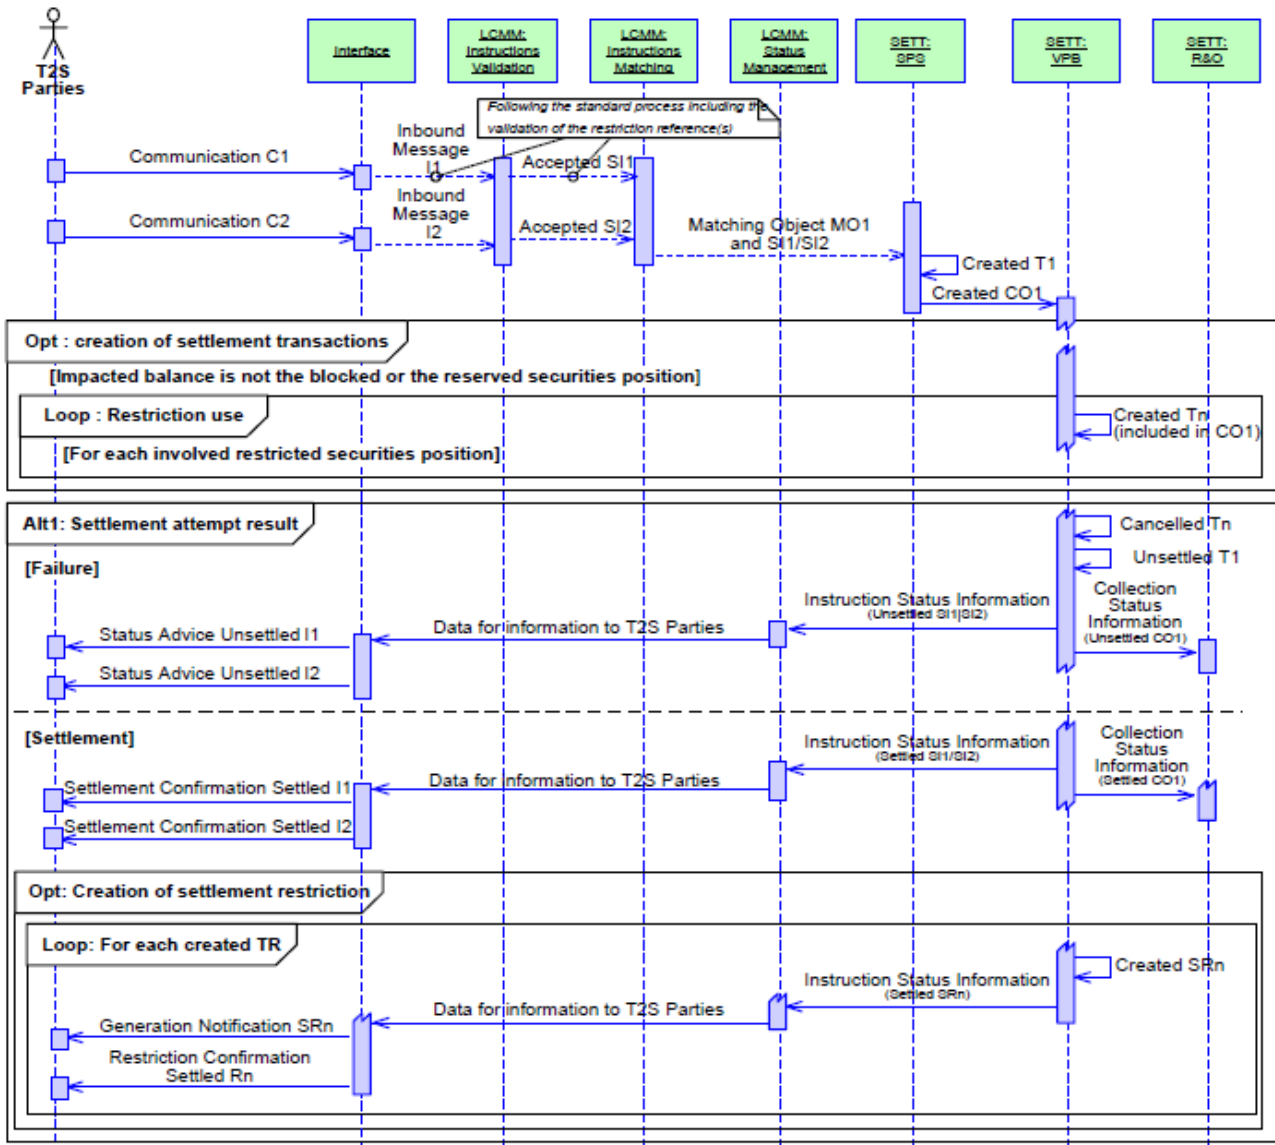 T2S
Parties
Interface
LCMM:
Instructions
Validation
LCMM:
Instructions
Matching
LCMM:
Status
Management
SETT:
SPS
SETT:
VPB
SETT:
R&O
Following the standard process including the
validation of the restriction reference(s)
Communication C1
Inbound
Message
I1
Accepted SI1
Communication C2
Inbound
Message
I2
Accepted SI2
Matching Object MO1
and SI1/SI2
Created T1
Created CO1
Opt : creation of settlement transactions
[Impacted balance is not the blocked or the reserved securities position]
Loop : Restriction use
[For each involved restricted securities position]
Created Tn
(included in CO1)
Alt1: Settlement attempt result
[Failure]
Cancelled Tn
Unsettled T1
Instruction Status Information
(Unsettled SI1|SI2)
Collection
Status
Information
(Unsettled CO1)
Data for information to T2S Parties
Status Advice Unsettled I1
Status Advice Unsettled I2
[Settlement]
Instruction Status Information
(Settled SI1/SI2)
Collection
Status
Information
(Settled CO1)
Data for information to T2S Parties
Settlement Confirmation Settled I1
Settlement Confirmation Settled I2
Opt: Creation of settlement restriction
Loop: For each created TR
Created SRn
Instruction Status Information
(Settled SRn)
Data for information to T2S Parties
Generation Notification SRn
Restriction Confirmation
Settled Rn